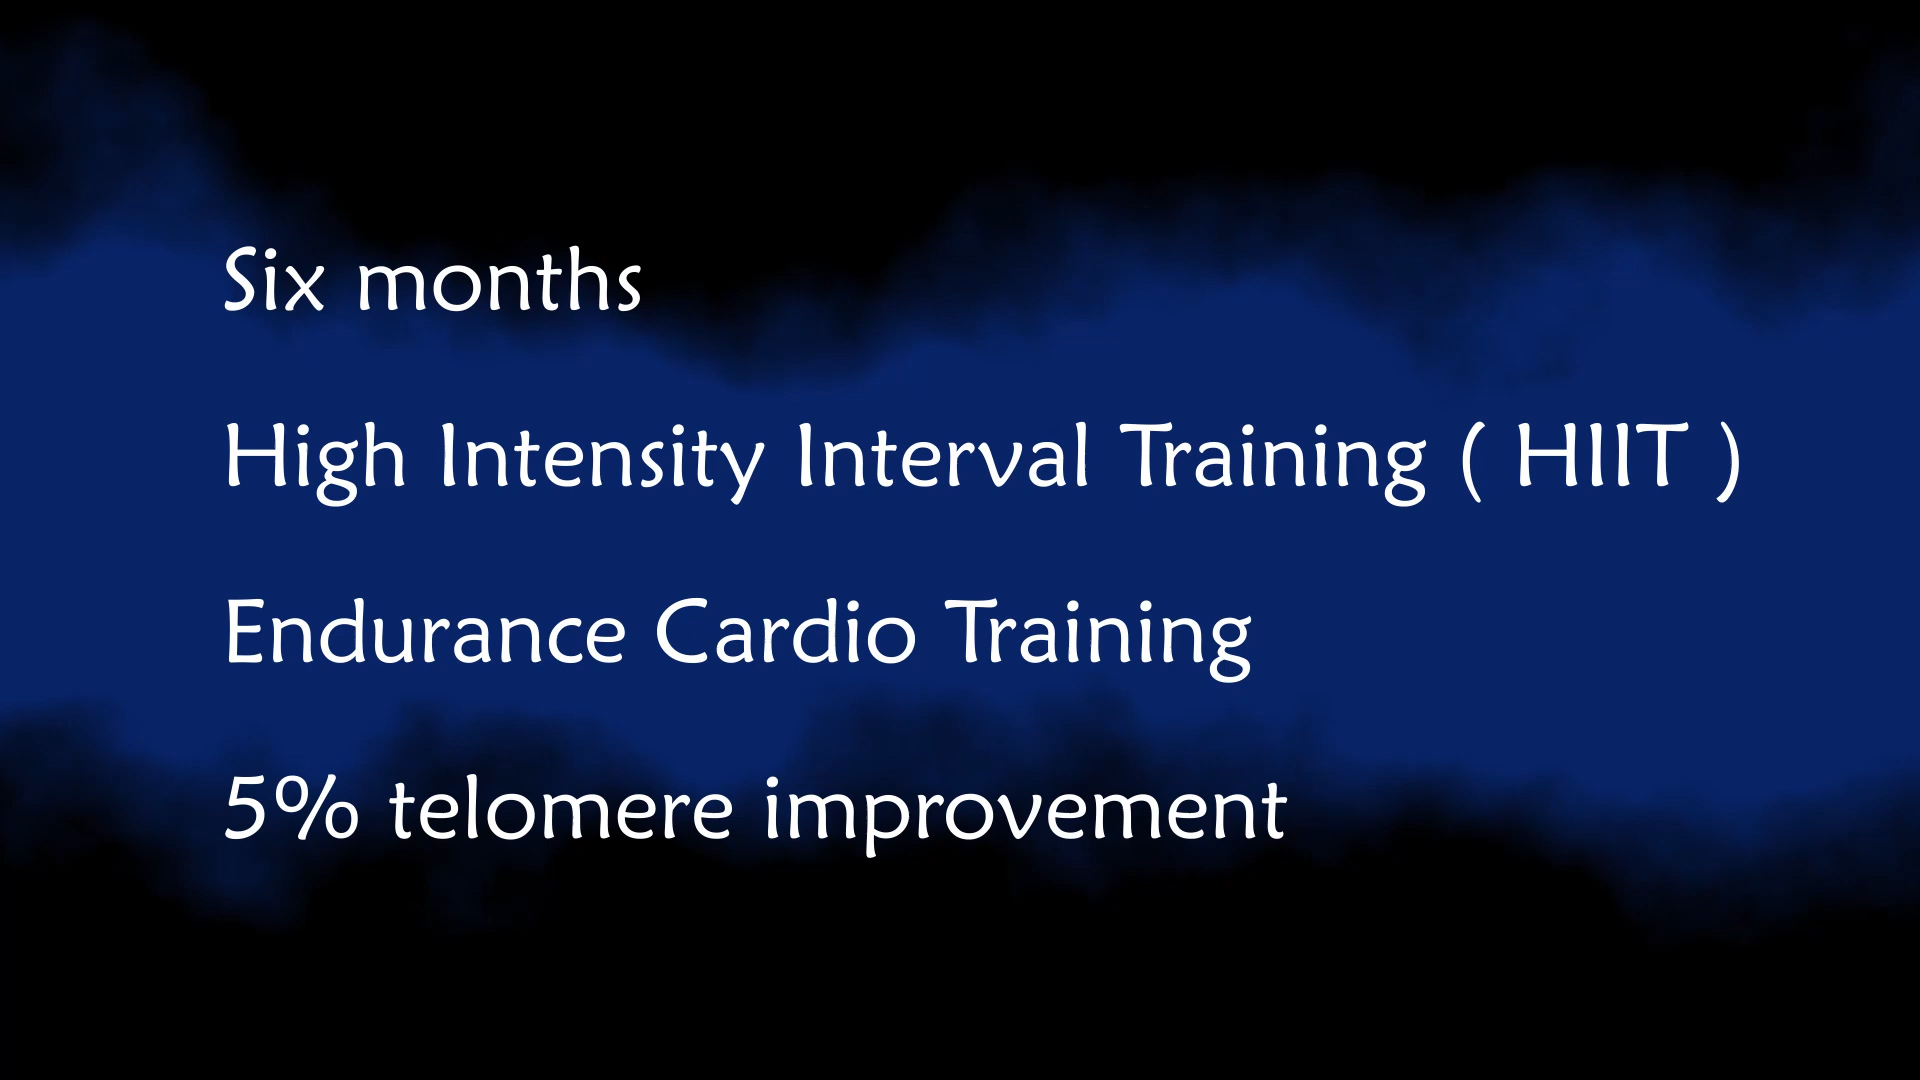 Six months
High Intensity Interval Training ( HIIT )
Endurance Cardio Training
5% telomere improvement